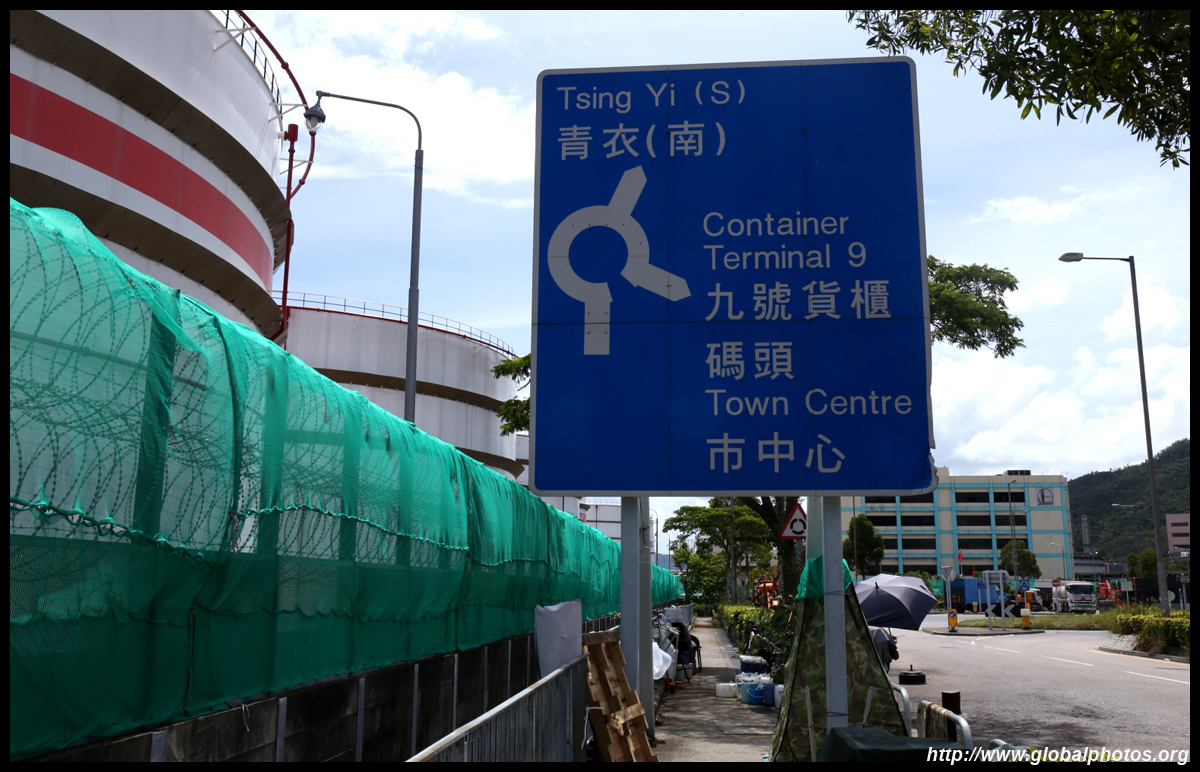 Tsing Yi (S)
青衣(南)
Container
Terminal 9
九號貨櫃
碼頭
Town Centre
市中心
http://www.globalphotos.org